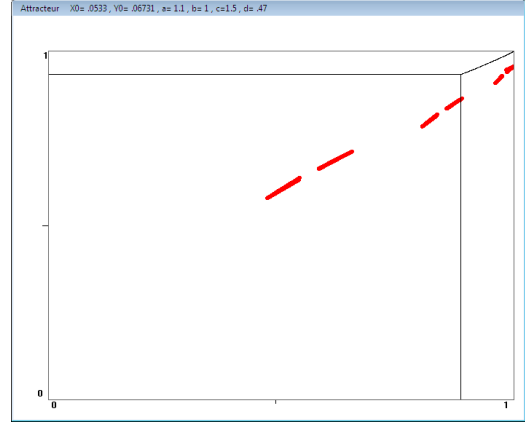 Attracteur X0= .0533 , Y0= .06731 , a= 1.1 , b= 1 , c=1.5 , d= .47
1
0
0 1